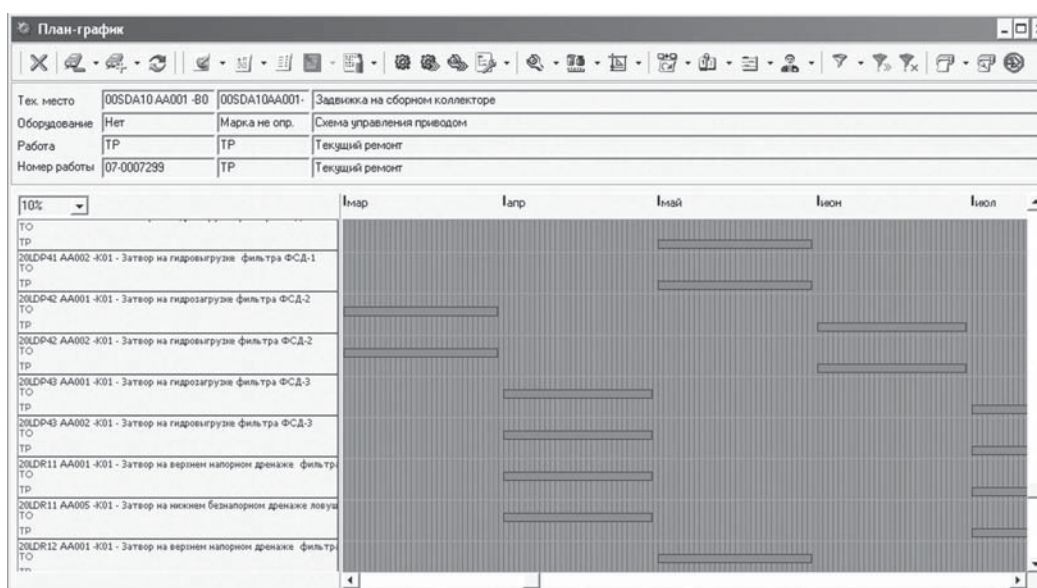 План-график
Тех. место 00SDA10 AA001 -B0 00SDA10AA001- Задвижка на сборном коллекторе
Оборудование Нет Марка не опр. Схема управления приводом
Работа ТР ТР Текущий ремонт
Номер работы 07-0007299 ТР Текущий ремонт
10% мар апр май июн июл
ТО
ТР
20LDP41 AA002 -K01 - Затвор на гидровыгрузке фильтра ФСД-1
ТО
ТР
20LDP42 AA001 -K01 - Затвор на гидрозагрузке фильтра ФСД-2
ТО
ТР
20LDP42 AA002 -K01 - Затвор на гидровыгрузке фильтра ФСД-2
ТО
ТР
20LDP43 AA001 -K01 - Затвор на гидрозагрузке фильтра ФСД-3
ТО
ТР
20LDP43 AA002 -K01 - Затвор на гидровыгрузке фильтра ФСД-3
ТО
ТР
20LDR11 AA001 -K01 - Затвор на верхнем напорном дренаже фильтра
ТО
ТР
20LDR11 AA005 -K01 - Затвор на нижнем безнапорном дренаже ловуш
ТО
ТР
20LDR12 AA001 -K01 - Затвор на верхнем напорном дренаже фильтра
ТО
ТР